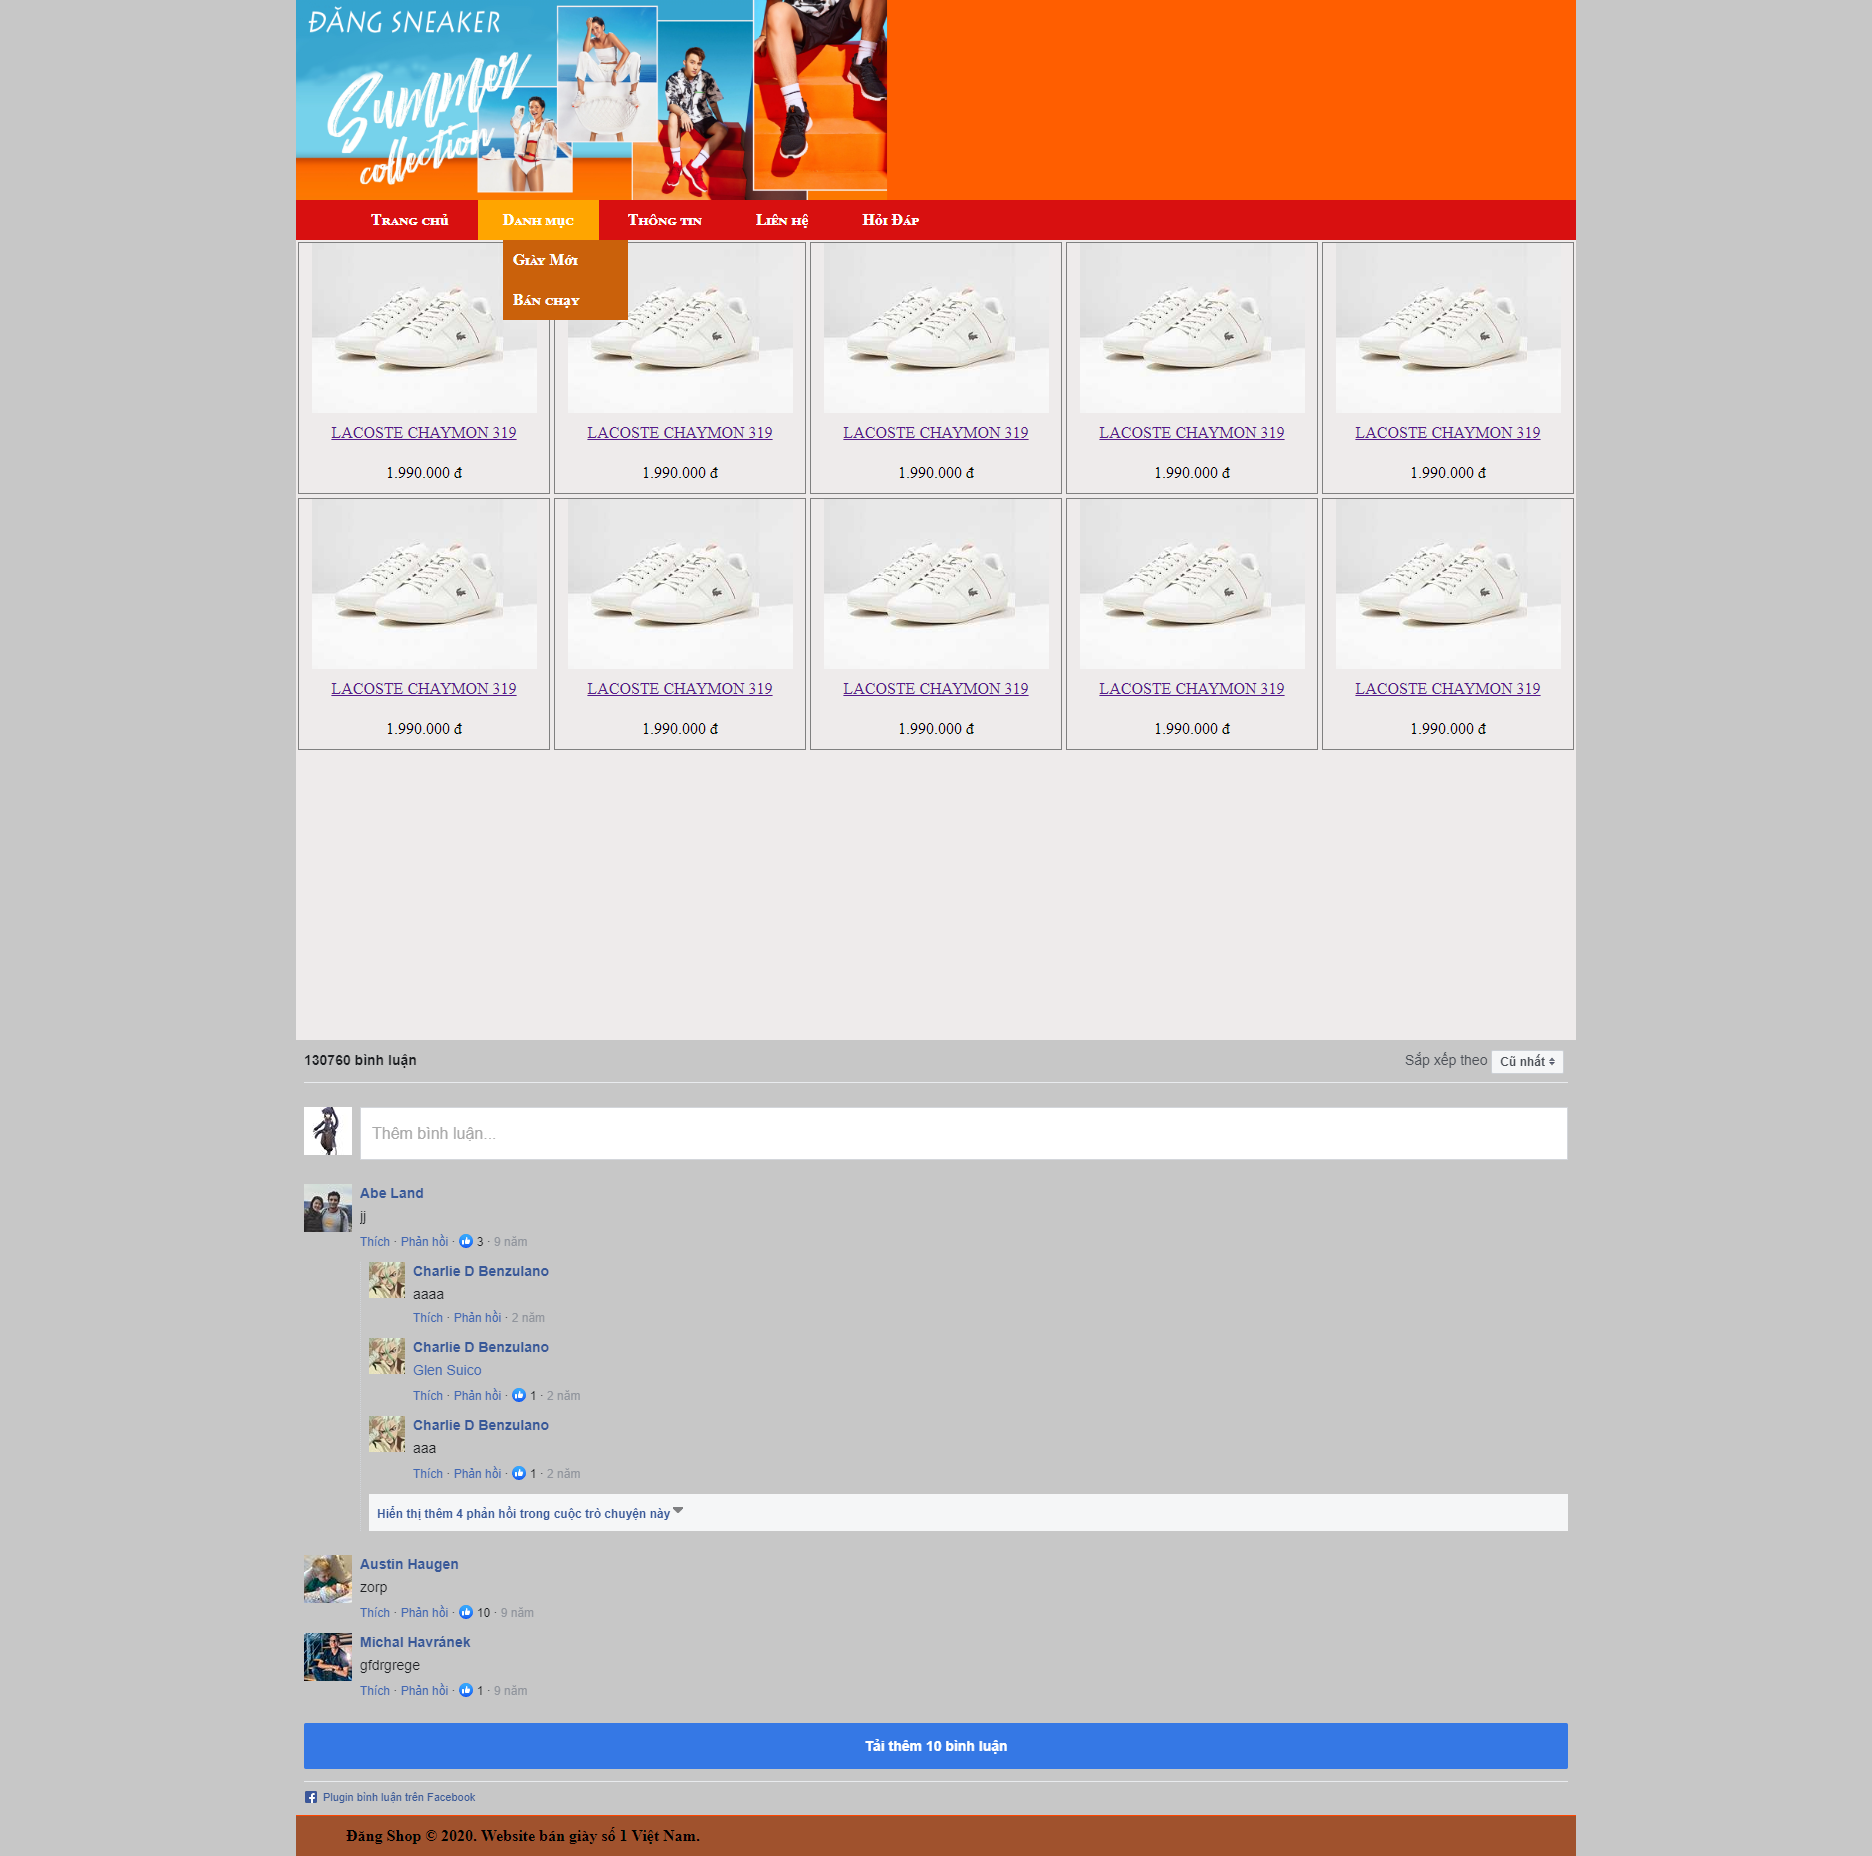 ĐĂNG SNEAKER
Summer
collection
Trang chủ Danh mục Thông tin Liên hệ Hỏi Đáp
Giày Mới
Bán chạy
LACOSTE CHAYMON 319 LACOSTE CHAYMON 319 LACOSTE CHAYMON 319 LACOSTE CHAYMON 319 LACOSTE CHAYMON 319
1.990.000 đ 1.990.000 đ 1.990.000 đ 1.990.000 đ 1.990.000 đ
LACOSTE CHAYMON 319 LACOSTE CHAYMON 319 LACOSTE CHAYMON 319 LACOSTE CHAYMON 319 LACOSTE CHAYMON 319
1.990.000 đ 1.990.000 đ 1.990.000 đ 1.990.000 đ 1.990.000 đ
130760 bình luận Sắp xếp theo Cũ nhất
Thêm bình luận...
Abe Land
jj
Thích · Phản hồi · 3 · 9 năm
Charlie D Benzulano
aaaa
Thích · Phản hồi · 2 năm
Charlie D Benzulano
Glen Suico
Thích · Phản hồi · 1 · 2 năm
Charlie D Benzulano
aaa
Thích · Phản hồi · 1 · 2 năm
Hiển thị thêm 4 phản hồi trong cuộc trò chuyện này
Austin Haugen
zorp
Thích · Phản hồi · 10 · 9 năm
Michal Havránek
gfdrgrege
Thích · Phản hồi · 1 · 9 năm
Tải thêm 10 bình luận
Plugin bình luận trên Facebook
Đăng Shop © 2020. Website bán giày số 1 Việt Nam.